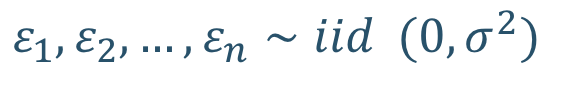 ε₁, ε₂, … , εₙ ~ iid (0, σ²)